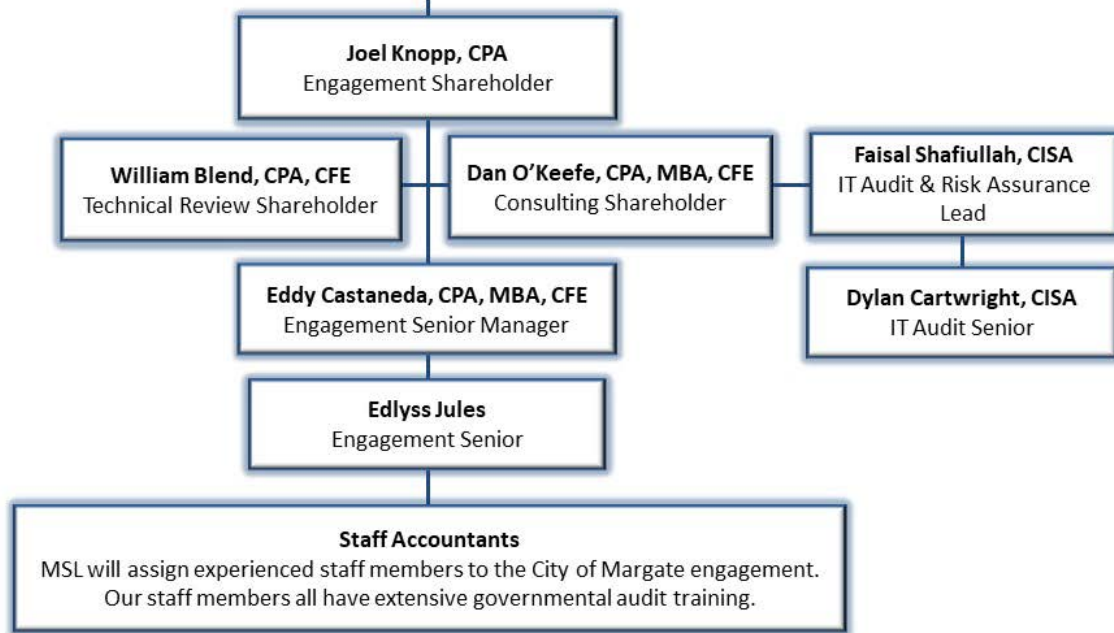 Joel Knopp, CPA
Engagement Shareholder
William Blend, CPA, CFE
Technical Review Shareholder
Dan O'Keefe, CPA, MBA, CFE
Consulting Shareholder
Faisal Shafiullah, CISA
IT Audit & Risk Assurance
Lead
Eddy Castaneda, CPA, MBA, CFE
Engagement Senior Manager
Dylan Cartwright, CISA
IT Audit Senior
Edlyss Jules
Engagement Senior
Staff Accountants
MSL will assign experienced staff members to the City of Margate engagement.
Our staff members all have extensive governmental audit training.